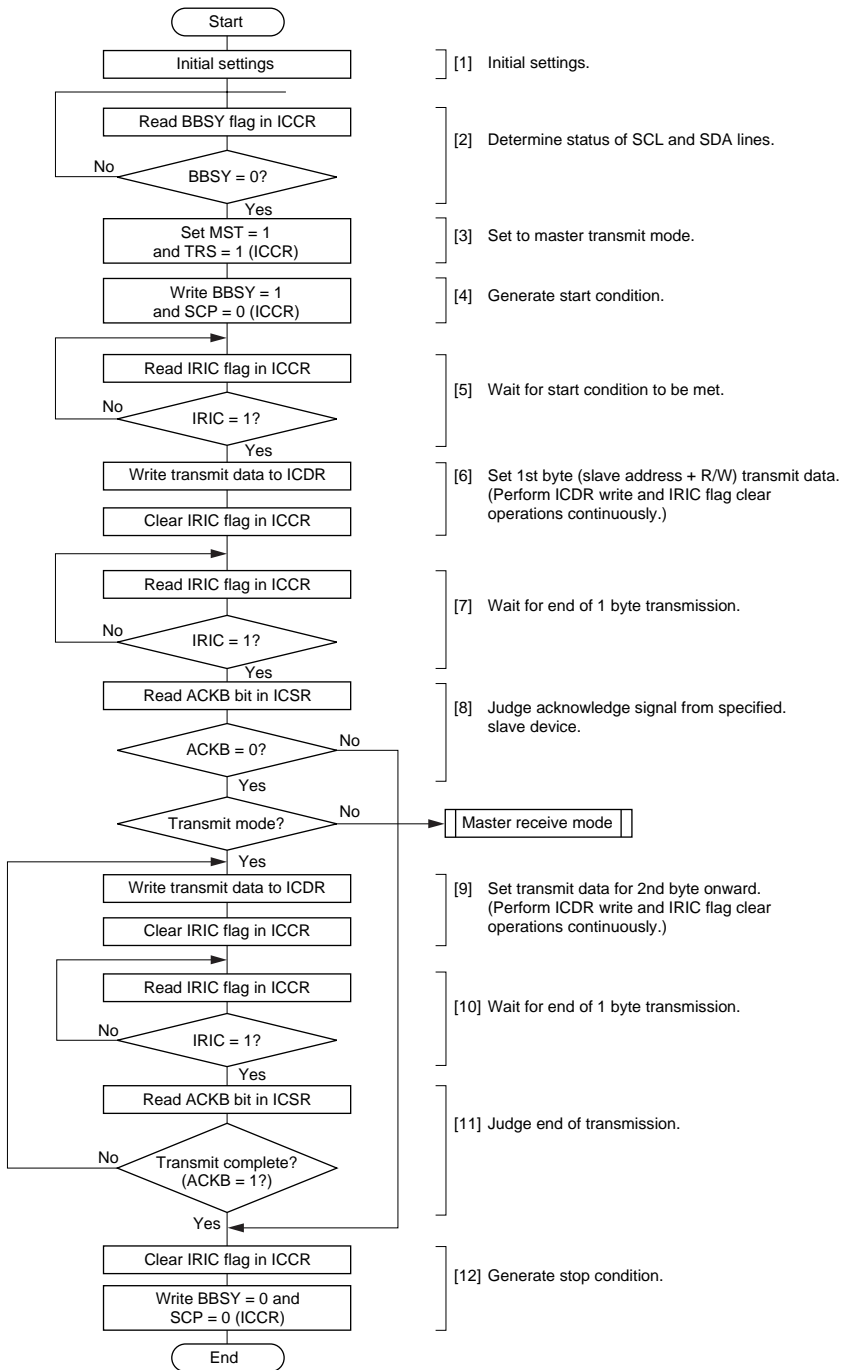 Start
Initial settings
[1] Initial settings.
Read BBSY flag in ICCR
[2] Determine status of SCL and SDA lines.
No
BBSY = 0?
Yes
Set MST = 1
and TRS = 1 (ICCR)
[3] Set to master transmit mode.
Write BBSY = 1
and SCP = 0 (ICCR)
[4] Generate start condition.
Read IRIC flag in ICCR
[5] Wait for start condition to be met.
No
IRIC = 1?
Yes
Write transmit data to ICDR
[6] Set 1st byte (slave address + R/W) transmit data.
(Perform ICDR write and IRIC flag clear
operations continuously.)
Clear IRIC flag in ICCR
Read IRIC flag in ICCR
[7] Wait for end of 1 byte transmission.
No
IRIC = 1?
Yes
Read ACKB bit in ICSR
[8] Judge acknowledge signal from specified.
slave device.
ACKB = 0?
No
Yes
Transmit mode?
No
Master receive mode
Yes
Write transmit data to ICDR
[9] Set transmit data for 2nd byte onward.
(Perform ICDR write and IRIC flag clear
operations continuously.)
Clear IRIC flag in ICCR
Read IRIC flag in ICCR
[10] Wait for end of 1 byte transmission.
No
IRIC = 1?
Yes
Read ACKB bit in ICSR
[11] Judge end of transmission.
No
Transmit complete?
(ACKB = 1?)
Yes
Clear IRIC flag in ICCR
[12] Generate stop condition.
Write BBSY = 0 and
SCP = 0 (ICCR)
End